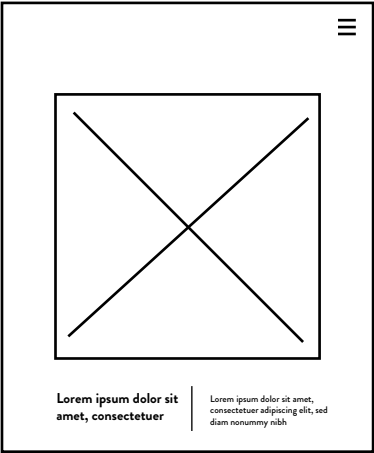 Lorem ipsum dolor sit
amet, consectetuer
Lorem ipsum dolor sit amet,
consectetuer adipiscing elit, sed
diam nonummy nibh